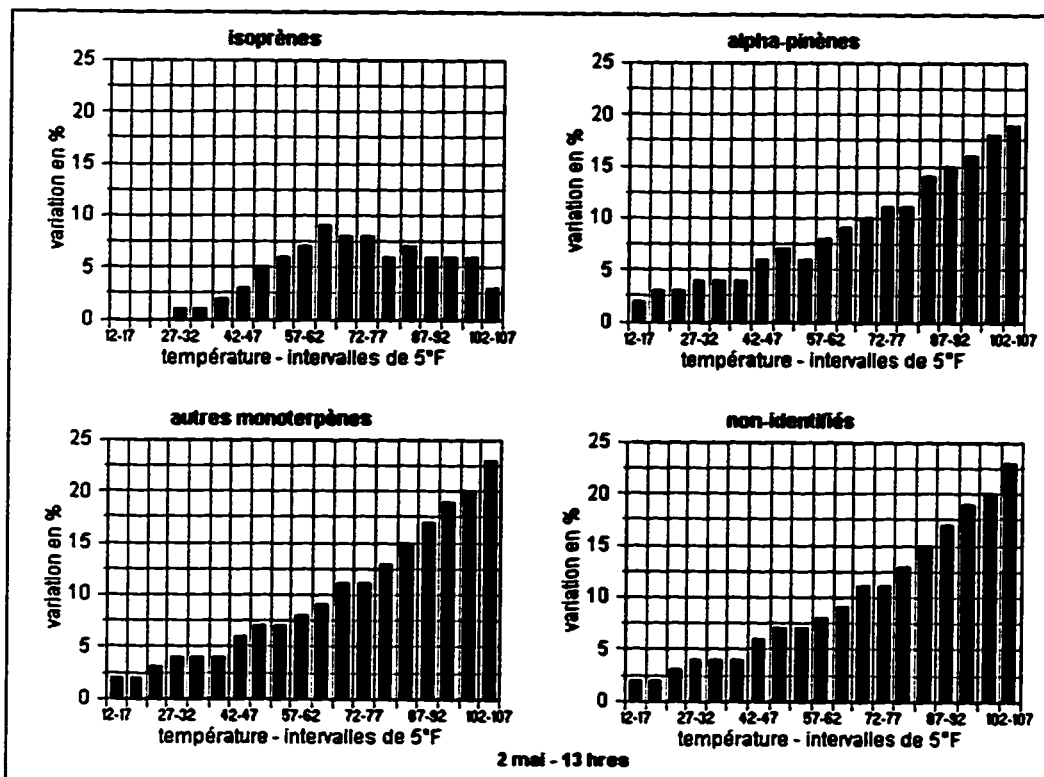 isoprènes
25
20
15
10
5
0
variation en %
12-17 27-32 42-47 57-62 72-77 87-92 102-107
température - intervalles de 5°F
alpha-pinènes
25
20
15
10
5
0
variation en %
12-17 27-32 42-47 57-62 72-77 87-92 102-107
température - intervalles de 5°F
autres monoterpènes
25
20
15
10
5
0
variation en %
12-17 27-32 42-47 57-62 72-77 87-92 102-107
température - intervalles de 5°F
non-identifiés
25
20
15
10
5
0
variation en %
12-17 27-32 42-47 57-62 72-77 87-92 102-107
température - intervalles de 5°F
2 mai - 13 hres